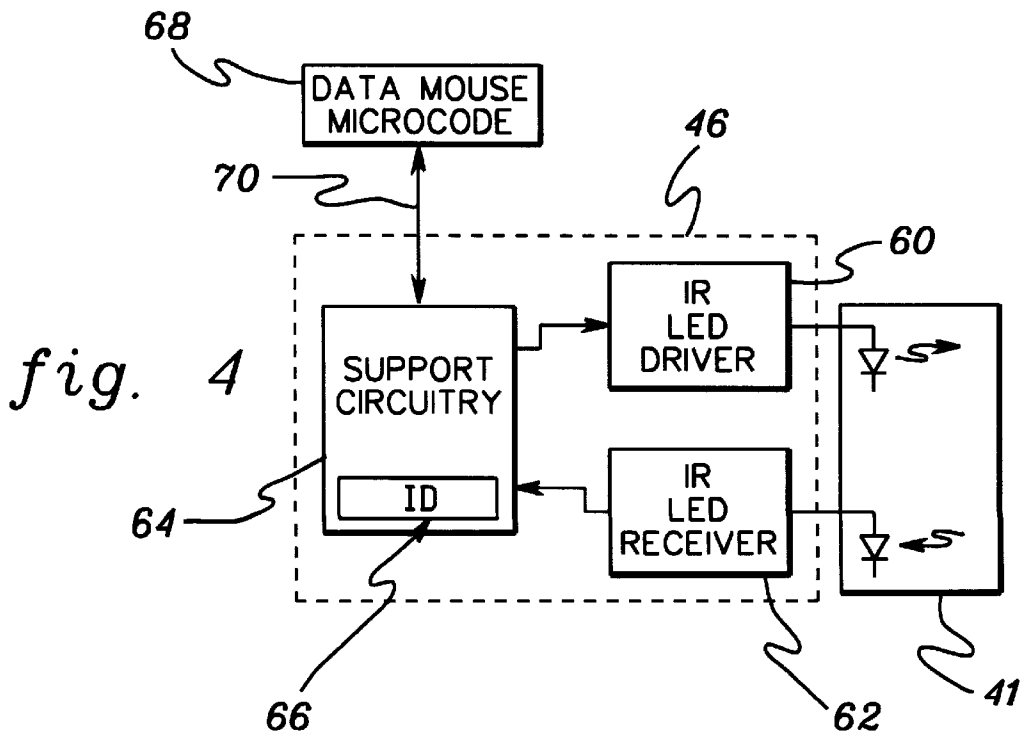 68
DATA MOUSE
MICROCODE
46
70
60
IR
LED
DRIVER
SUPPORT
CIRCUITRY
fig. 4
IR
LED
RECEIVER
ID
64
66
62
41